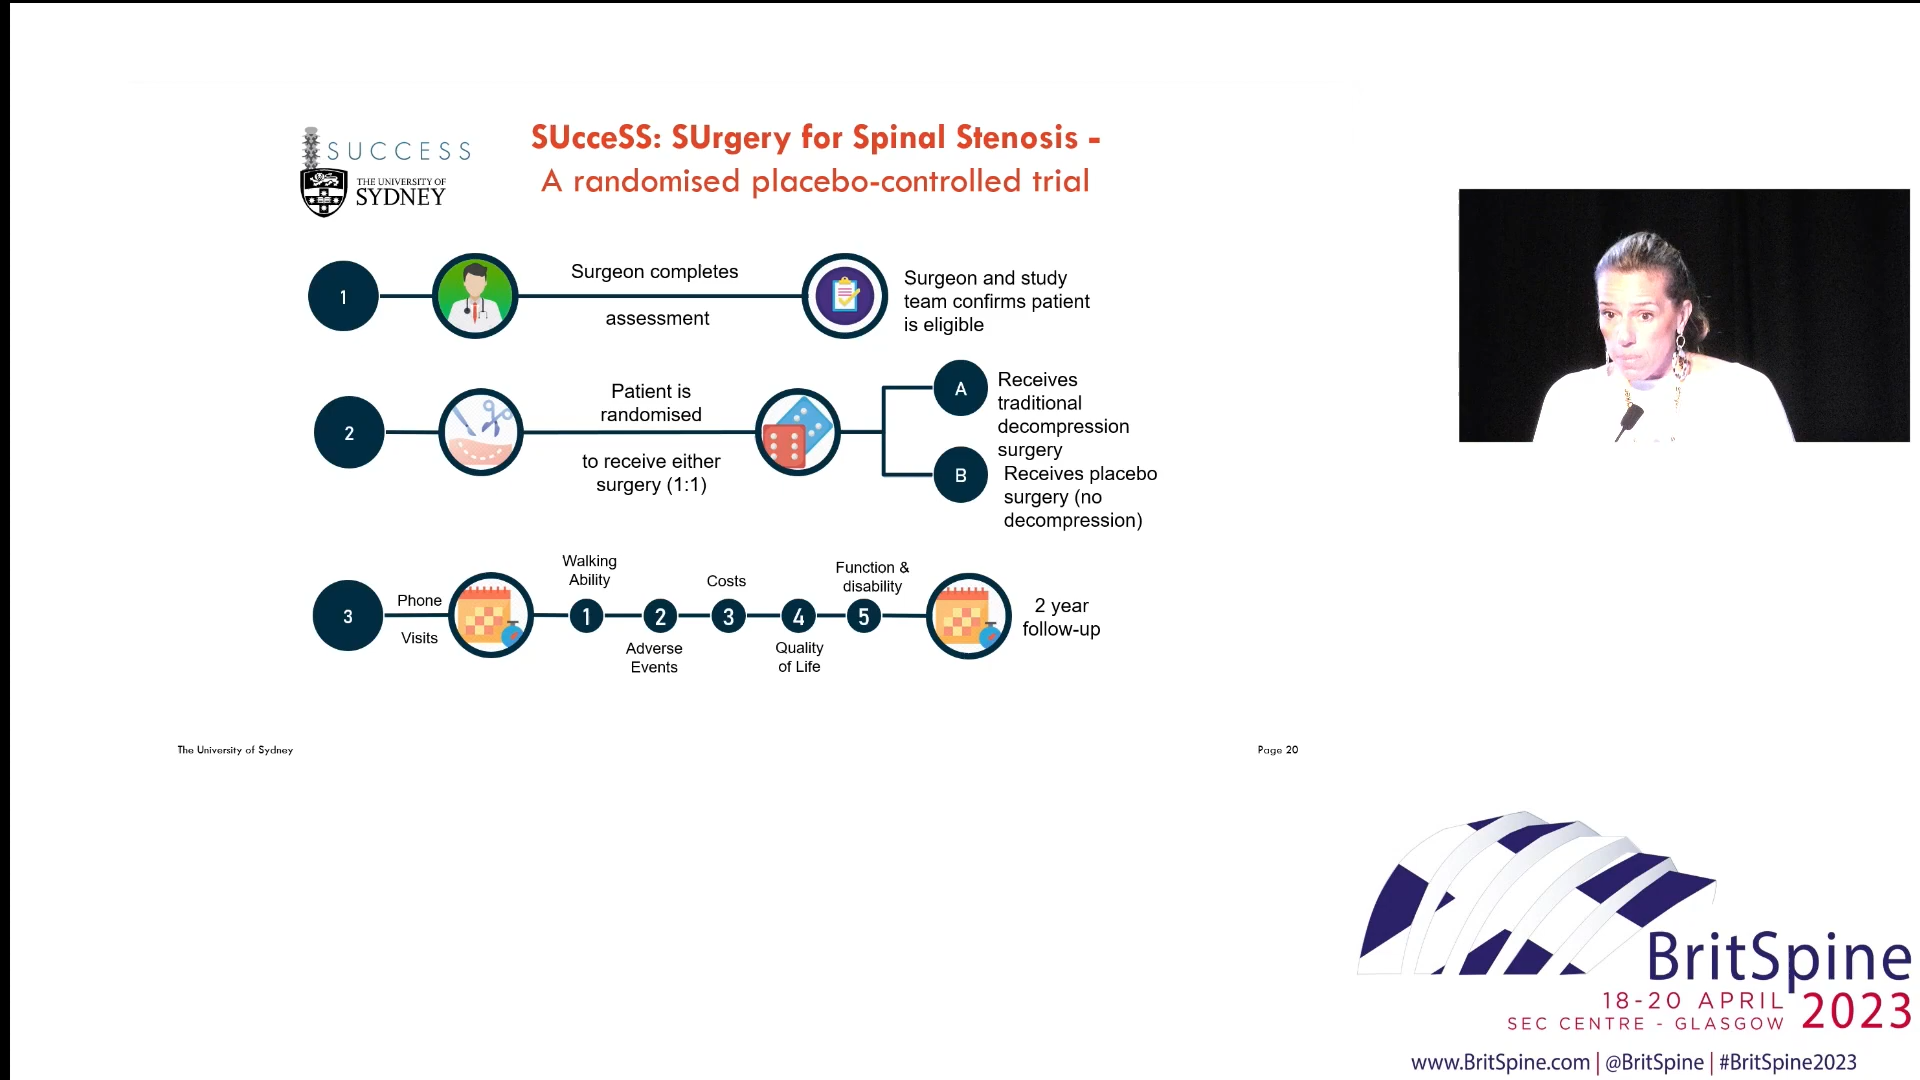 SUCCESS
THE UNIVERSITY OF
SYDNEY
SUcceSS: SUrgery for Spinal Stenosis -
A randomised placebo-controlled trial
1
Surgeon completes
assessment
Surgeon and study
team confirms patient
is eligible
2
Patient is
randomised
to receive either
surgery (1:1)
A
Receives
traditional
decompression
surgery
B
Receives placebo
surgery (no
decompression)
3
Phone
Visits
Walking
Ability
1
2
Adverse
Events
Costs
3
4
Quality
of Life
Function &
disability
5
2 year
follow-up
The University of Sydney
Page 20
BritSpine
18-20 APRIL
SEC CENTRE - GLASGOW
2023
www.BritSpine.com | @BritSpine | #BritSpine2023